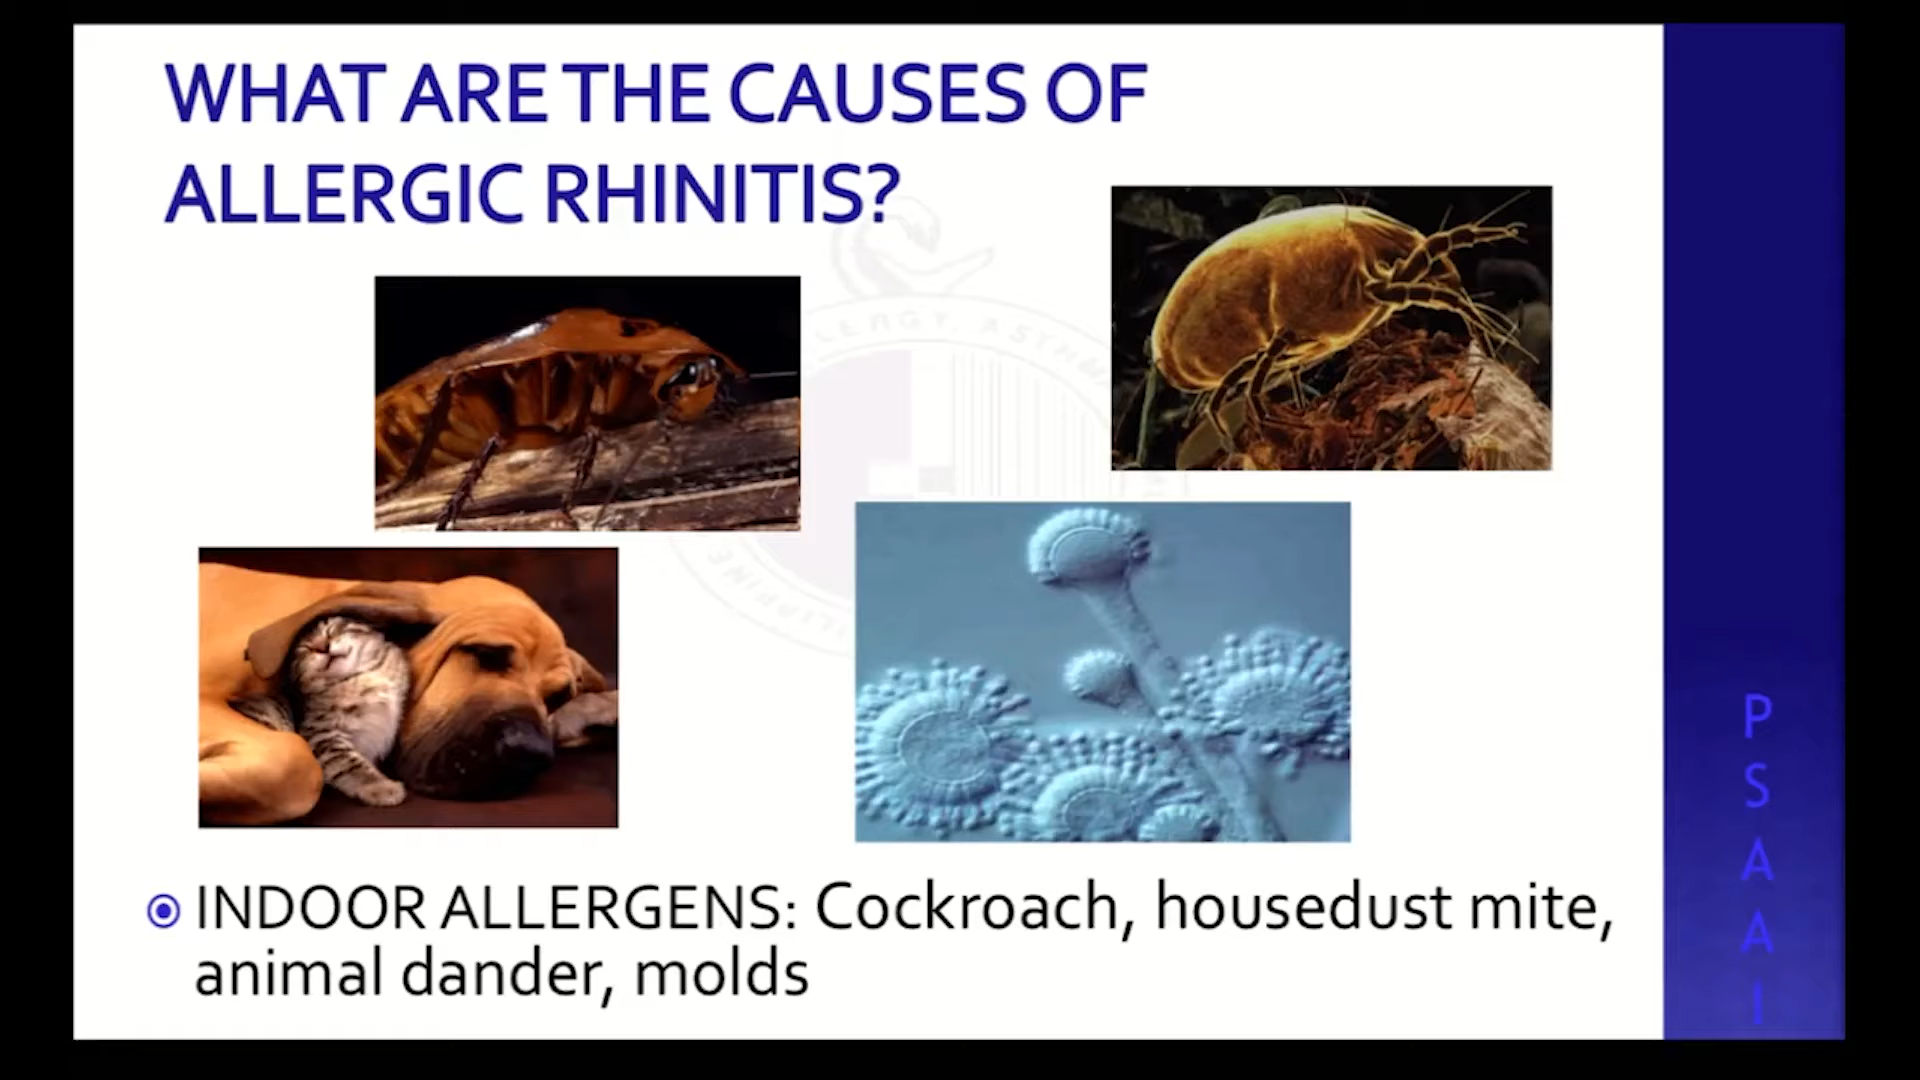 WHAT ARE THE CAUSES OF
ALLERGIC RHINITIS?
INDOOR ALLERGENS: Cockroach, housedust mite,
animal dander, molds
P
S
A
A
I